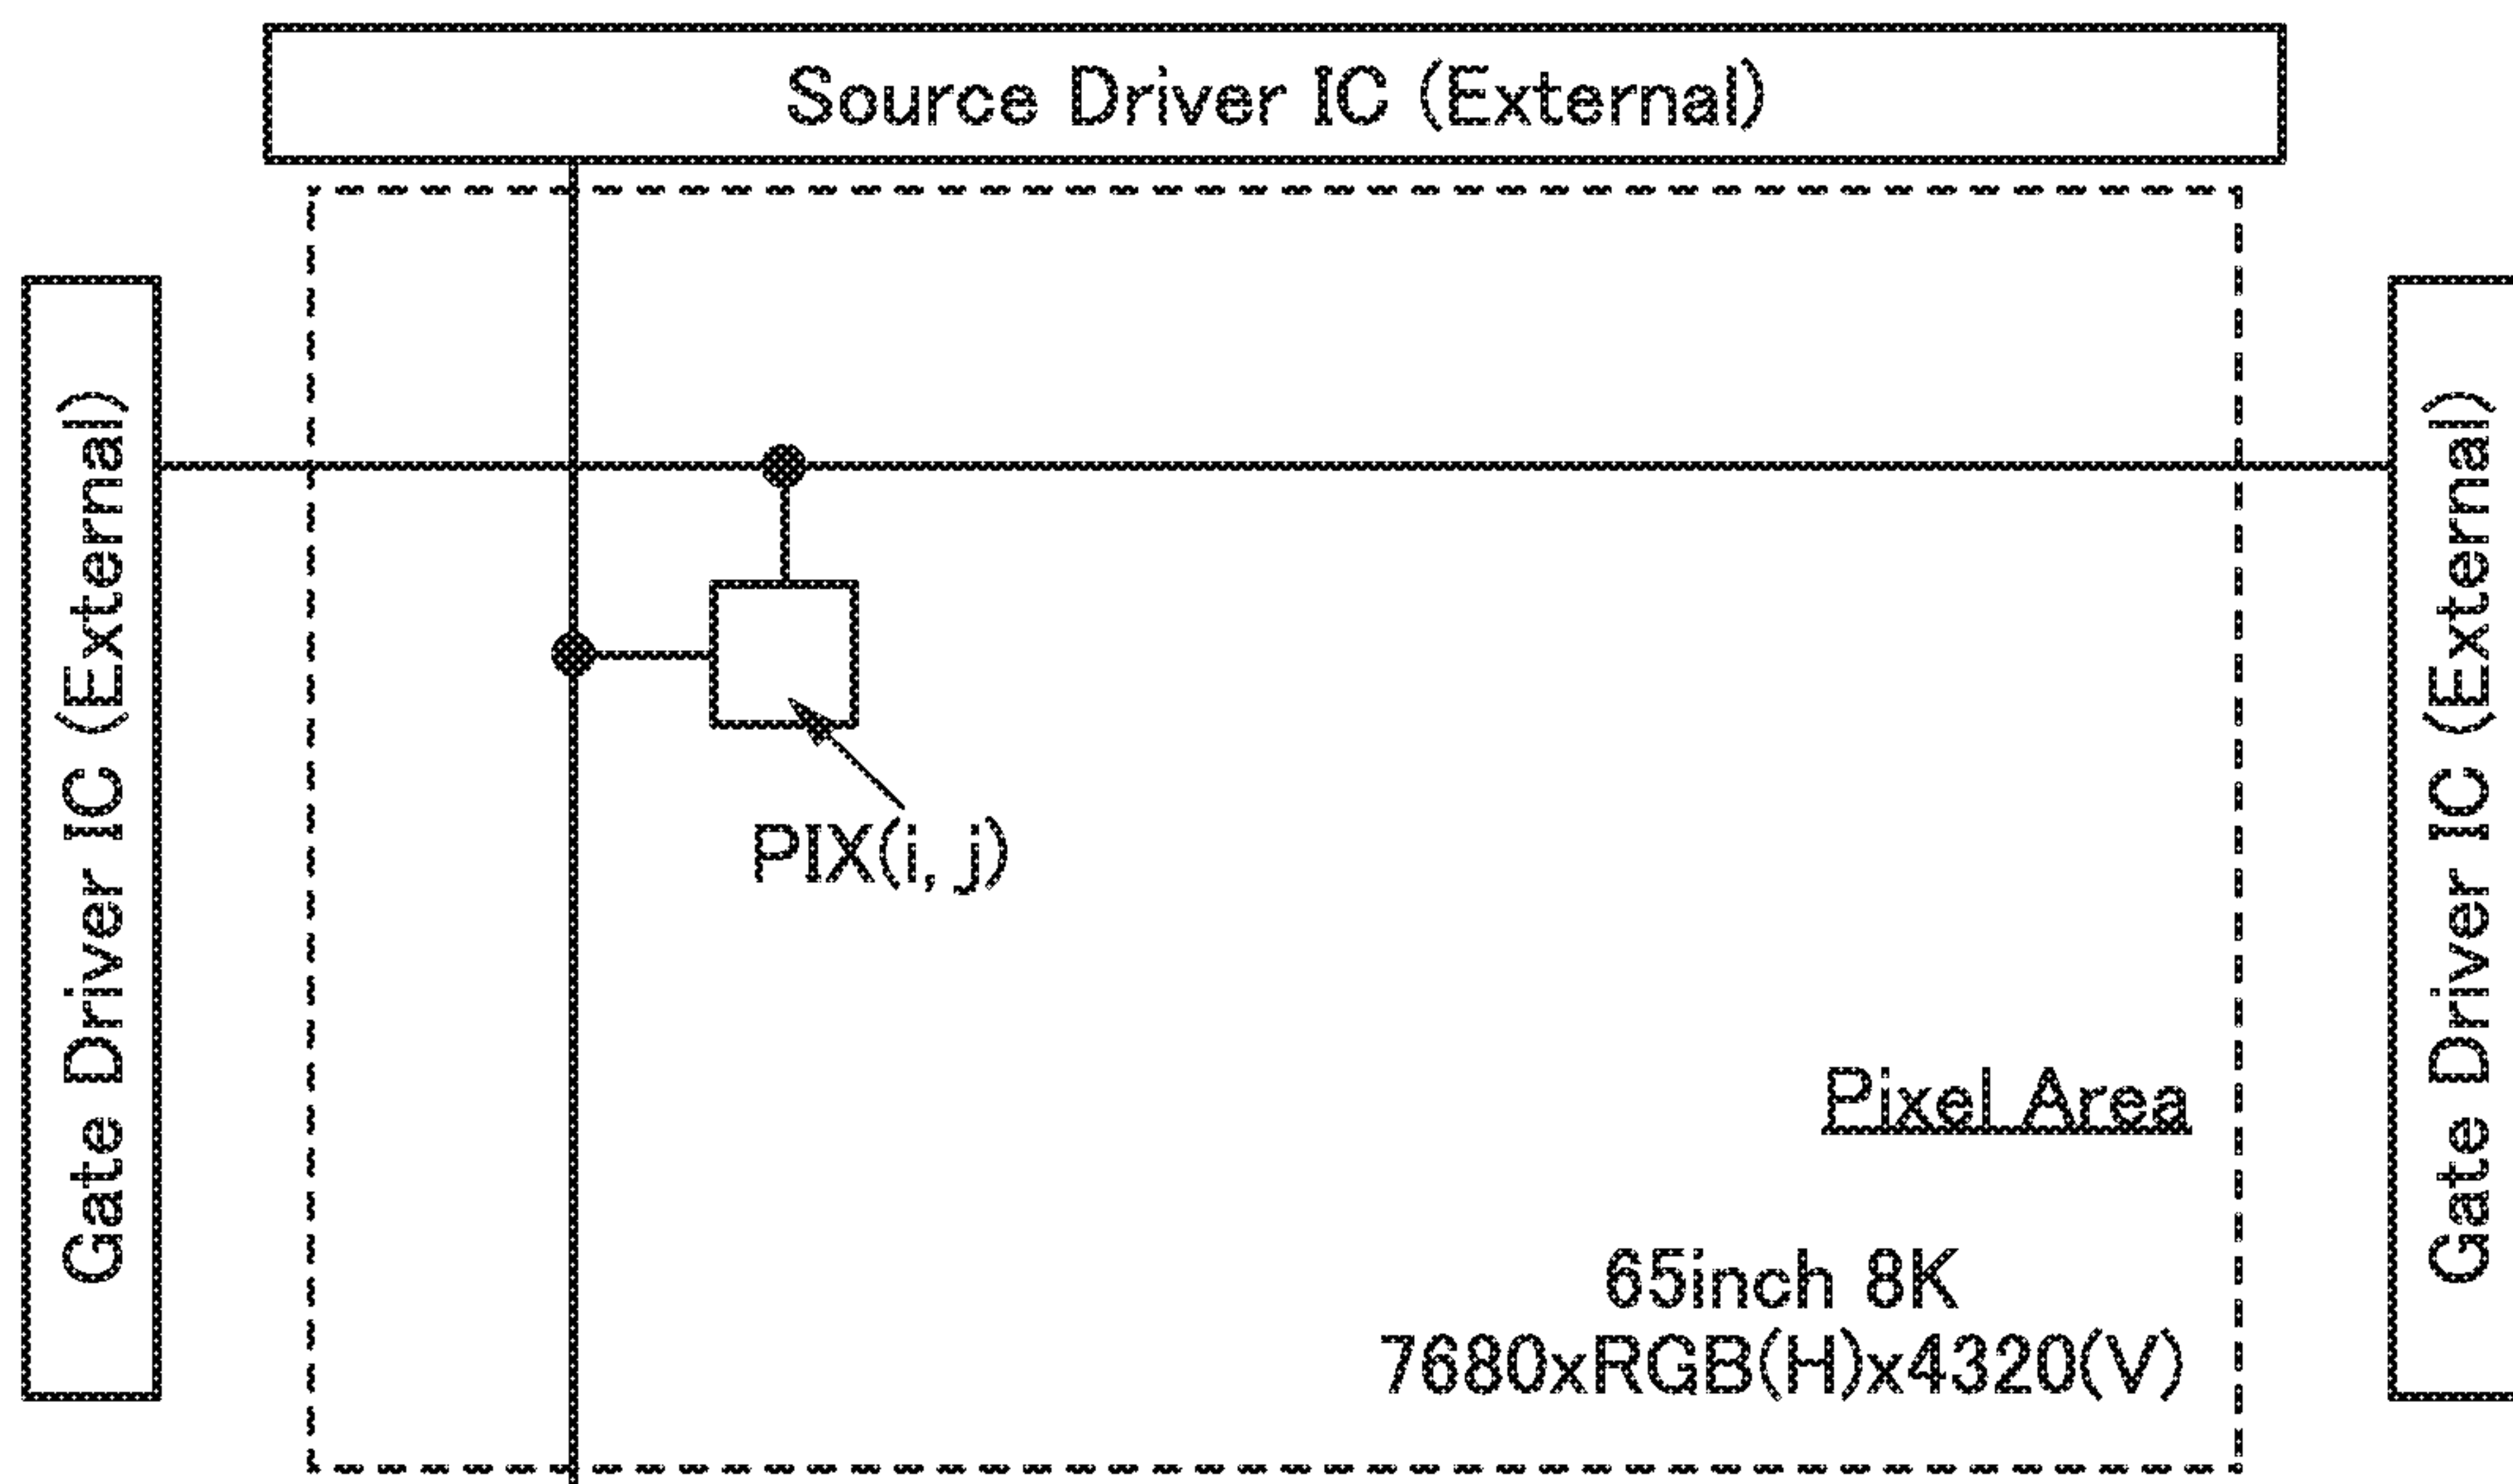 Source Driver IC (External)
Gate Driver IC (External)
Gate Driver IC (External)
PIX(i, j)
Pixel Area
65inch 8K
7680xRGB(H)x4320(V)